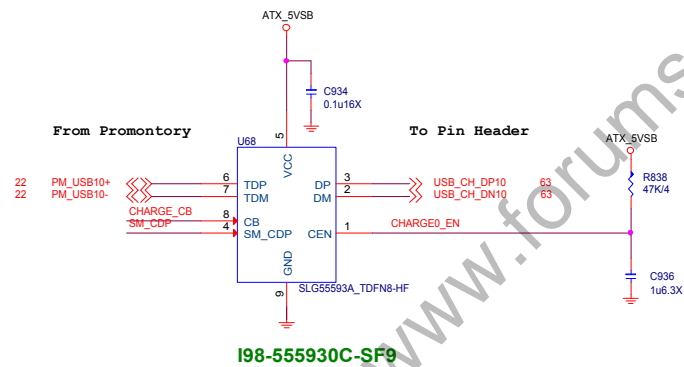 ATX_5VSB
C934
0.1u16X
From Promontory
To Pin Header
ATX_5VSB
U68
5
VCC
22 PM_USB10+ 6 TDP DP 3 USB_CH_DP10 63
22 PM_USB10- 7 TDM DM 2 USB_CH_DN10 63
R838
47K/4
CHARGE_CB 8 CB
SM_CDP 4 SM_CDP CEN 1 CHARGE0_EN
GND
9
SLG55593A_TDFN8-HF
C936
1u6.3X
I98-555930C-SF9
www.forums